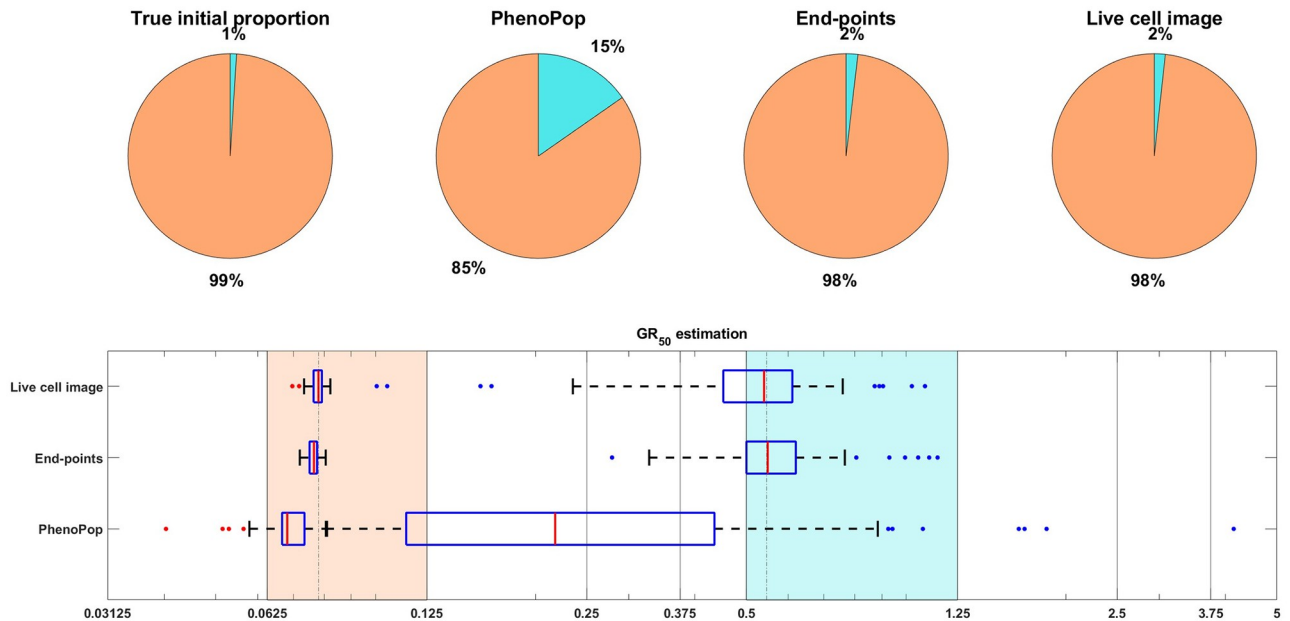 True initial proportion
PhenoPop
End-points
Live cell image
1%
15%
2%
2%
99%
85%
98%
98%
GR50 estimation
Live cell image
End-points
PhenoPop
0.03125 0.0625 0.125 0.25 0.375 0.5 1.25 2.5 3.75 5